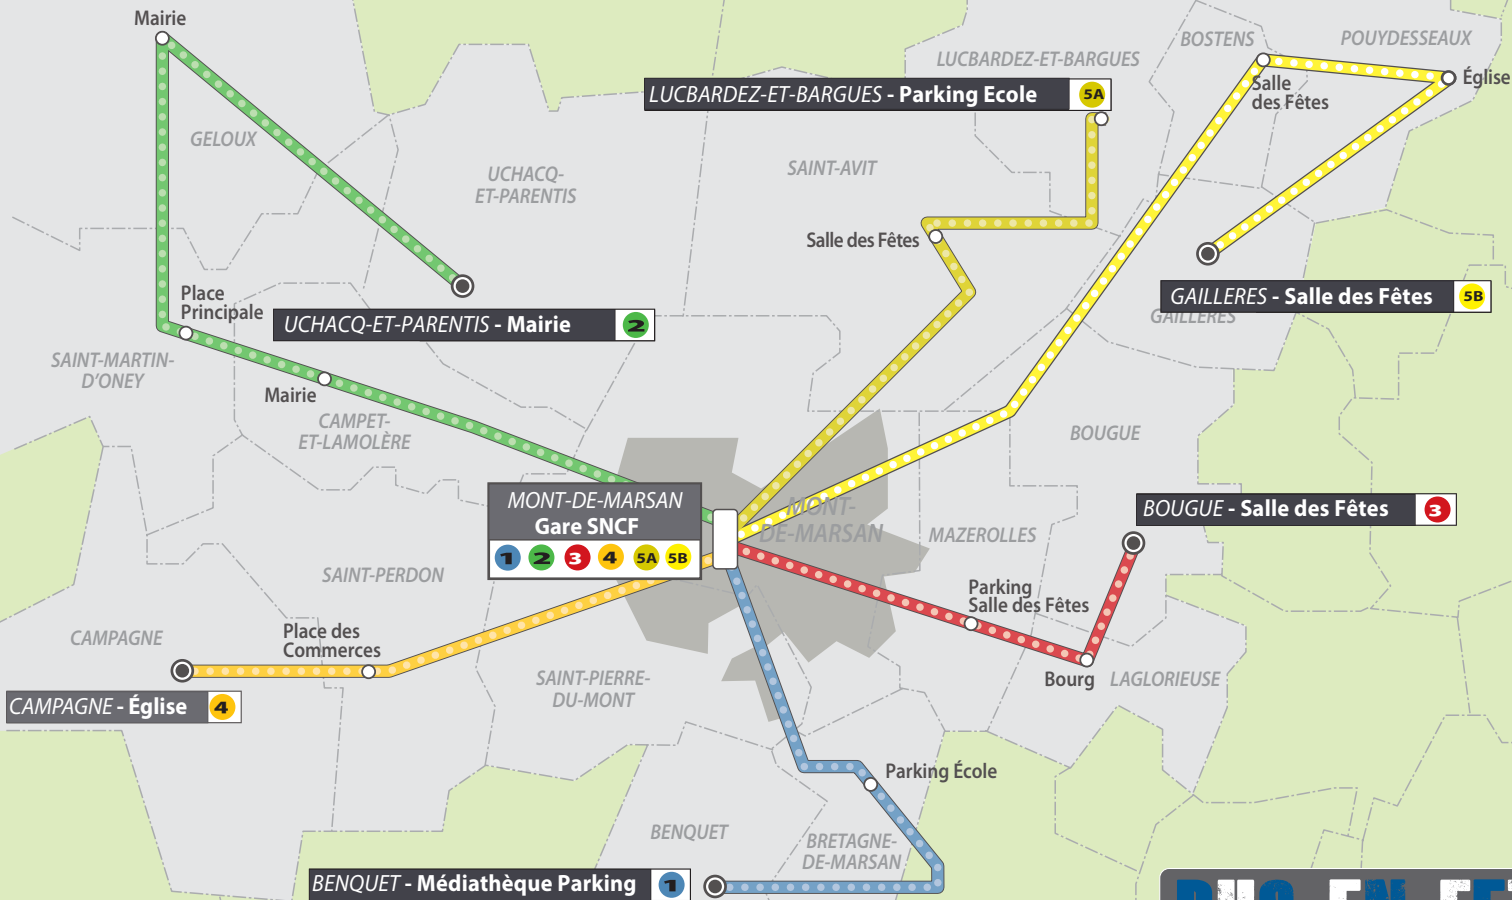 Mairie
LUCBARDEZ-ET-BARGUES
BOSTENS
POUYDESSEAUX
Église
Salle
des Fêtes
LUCBARDEZ-ET-BARGUES - Parking Ecole 5A
GELOUX
UCHACQ-
ET-PARENTIS
SAINT-AVIT
Salle des Fêtes
Place
Principale
UCHACQ-ET-PARENTIS - Mairie 2
GAILLERES - Salle des Fêtes 5B
GAILLERES
SAINT-MARTIN-
D'ONEY
Mairie
CAMPET-
ET-LAMOLÈRE
BOUGUE
MONT-DE-MARSAN
Gare SNCF
1 2 3 4 5A 5B
MONT-
DE-MARSAN
MAZEROLLES
BOUGUE - Salle des Fêtes 3
SAINT-PERDON
Parking
Salle des Fêtes
CAMPAGNE
Place des
Commerces
CAMPAGNE - Église 4
SAINT-PIERRE-
DU-MONT
Bourg
LAGLORIEUSE
Parking École
BENQUET
BRETAGNE-
DE-MARSAN
BENQUET - Médiathèque Parking 1